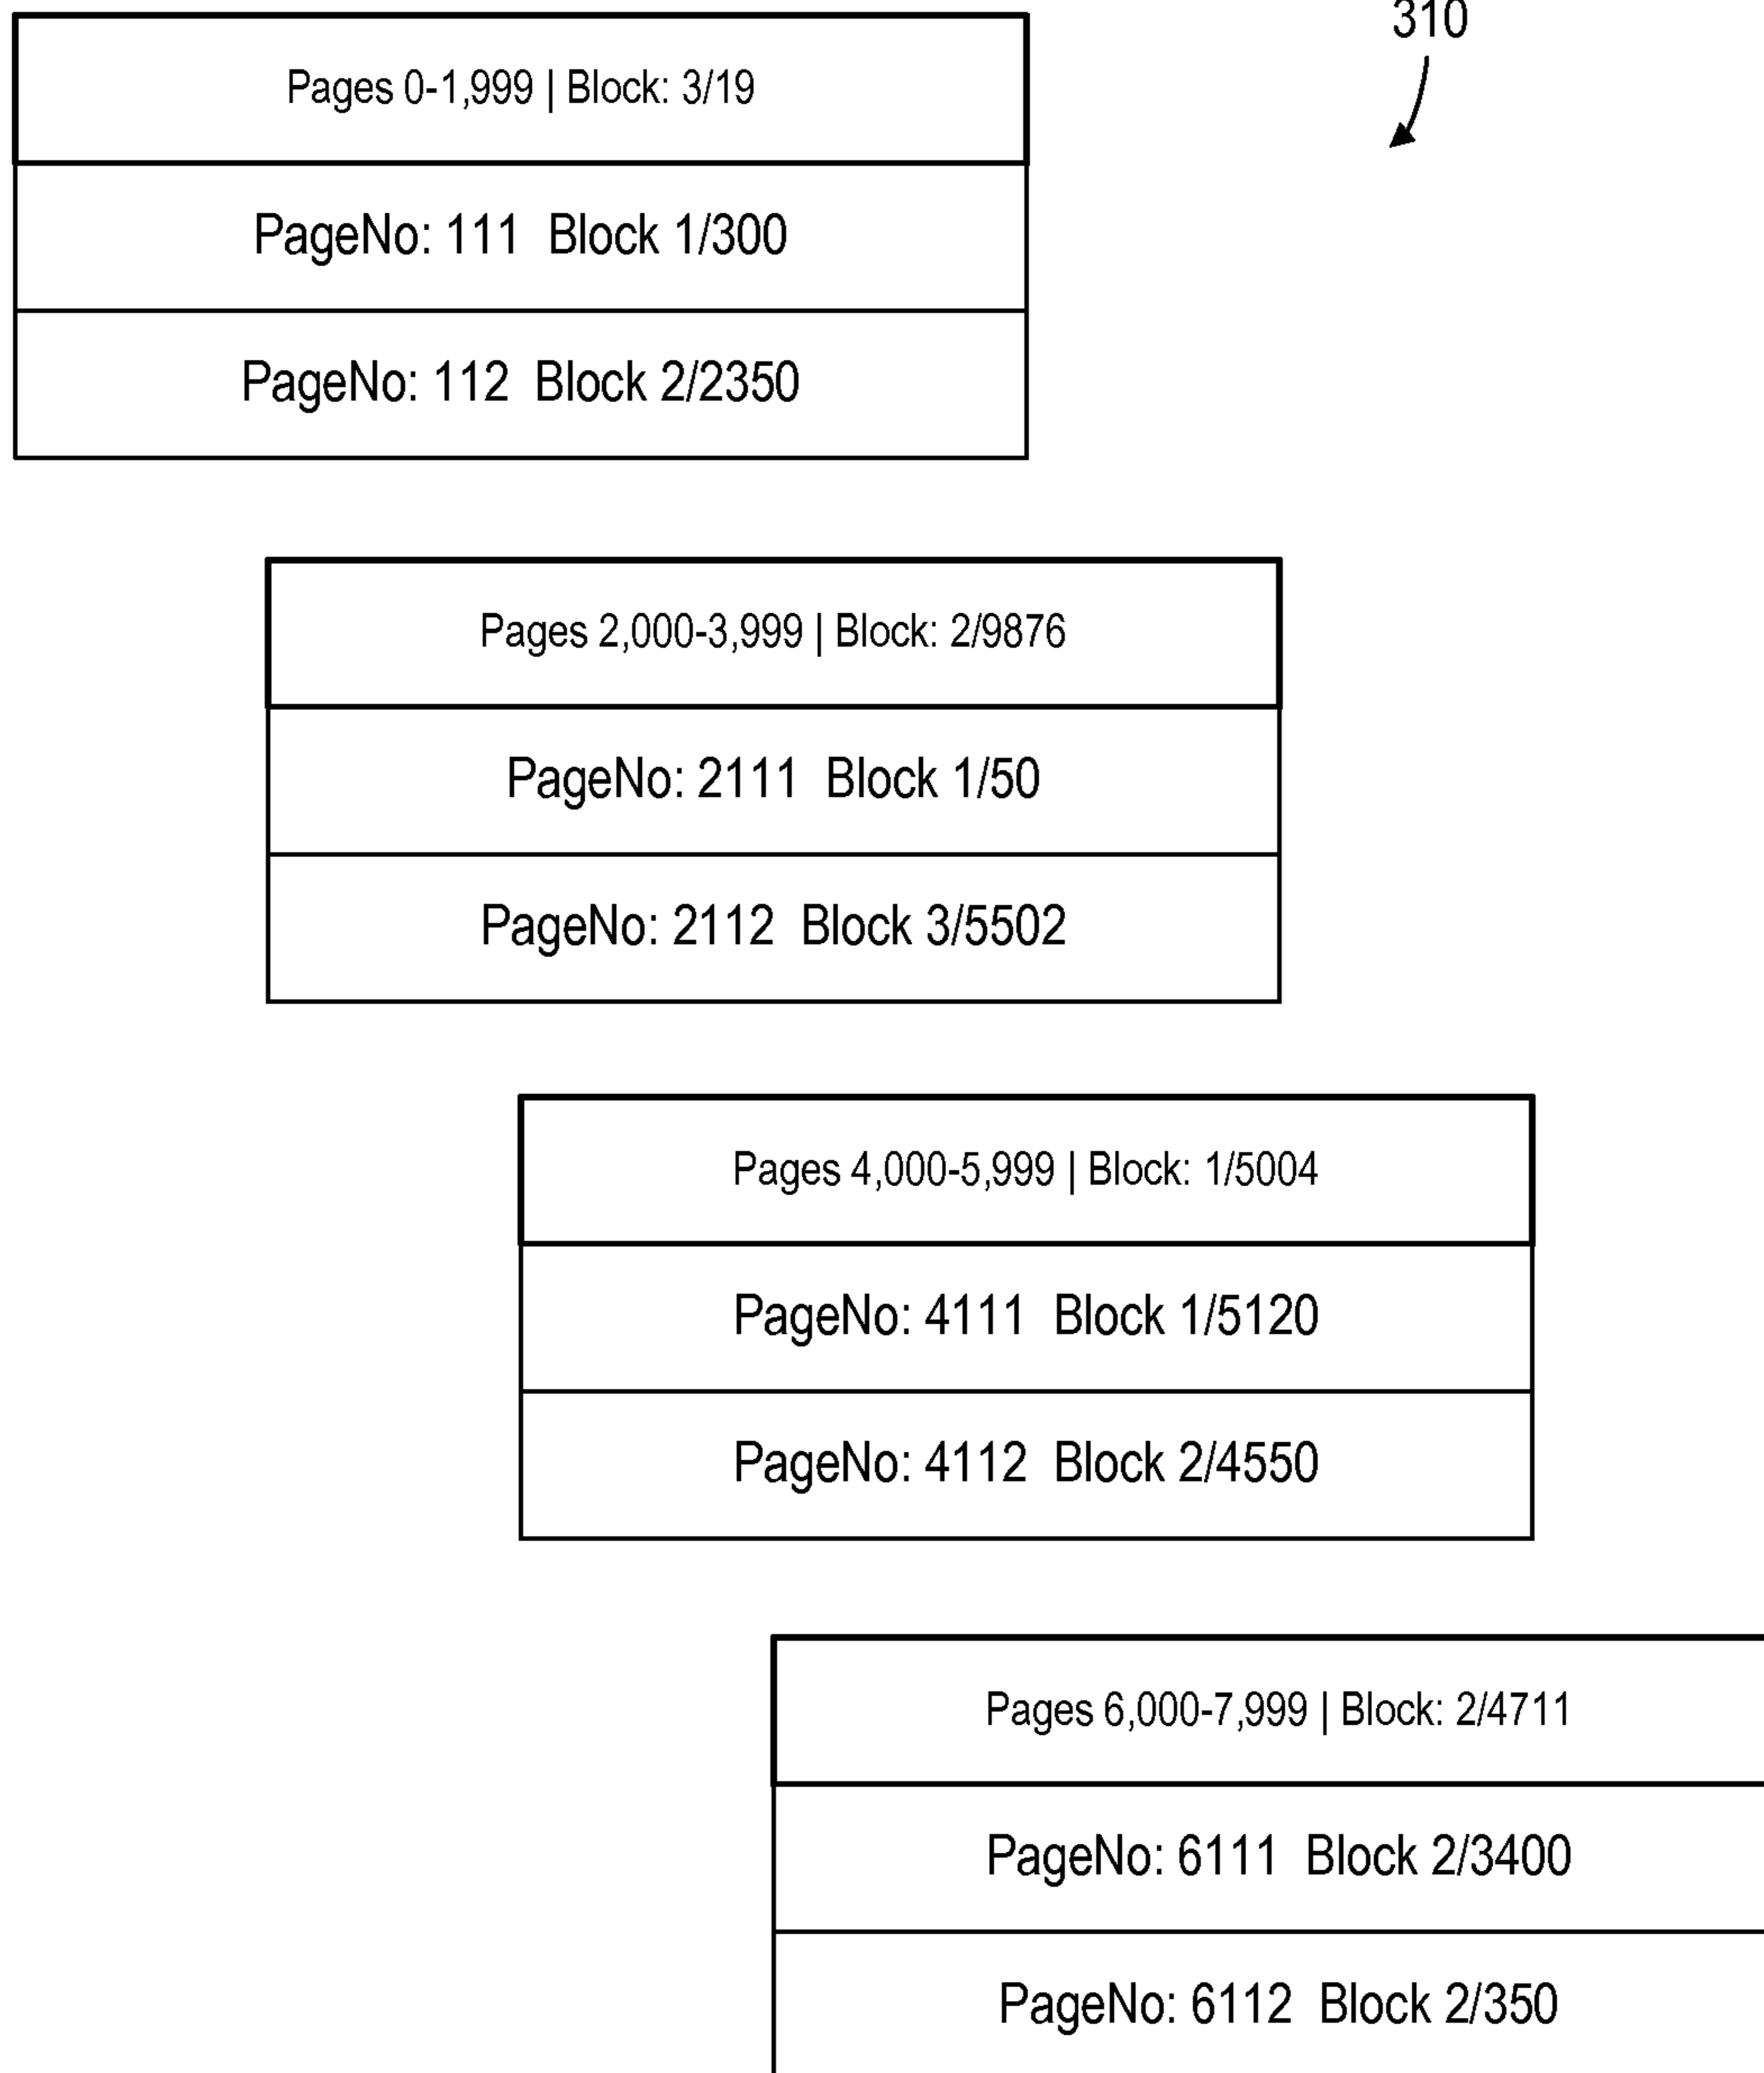 310
Pages 0-1,999 | Block: 3/19
PageNo: 111 Block 1/300
PageNo: 112 Block 2/2350
Pages 2,000-3,999 | Block: 2/9876
PageNo: 2111 Block 1/50
PageNo: 2112 Block 3/5502
Pages 4,000-5,999 | Block: 1/5004
PageNo: 4111 Block 1/5120
PageNo: 4112 Block 2/4550
Pages 6,000-7,999 | Block: 2/4711
PageNo: 6111 Block 2/3400
PageNo: 6112 Block 2/350